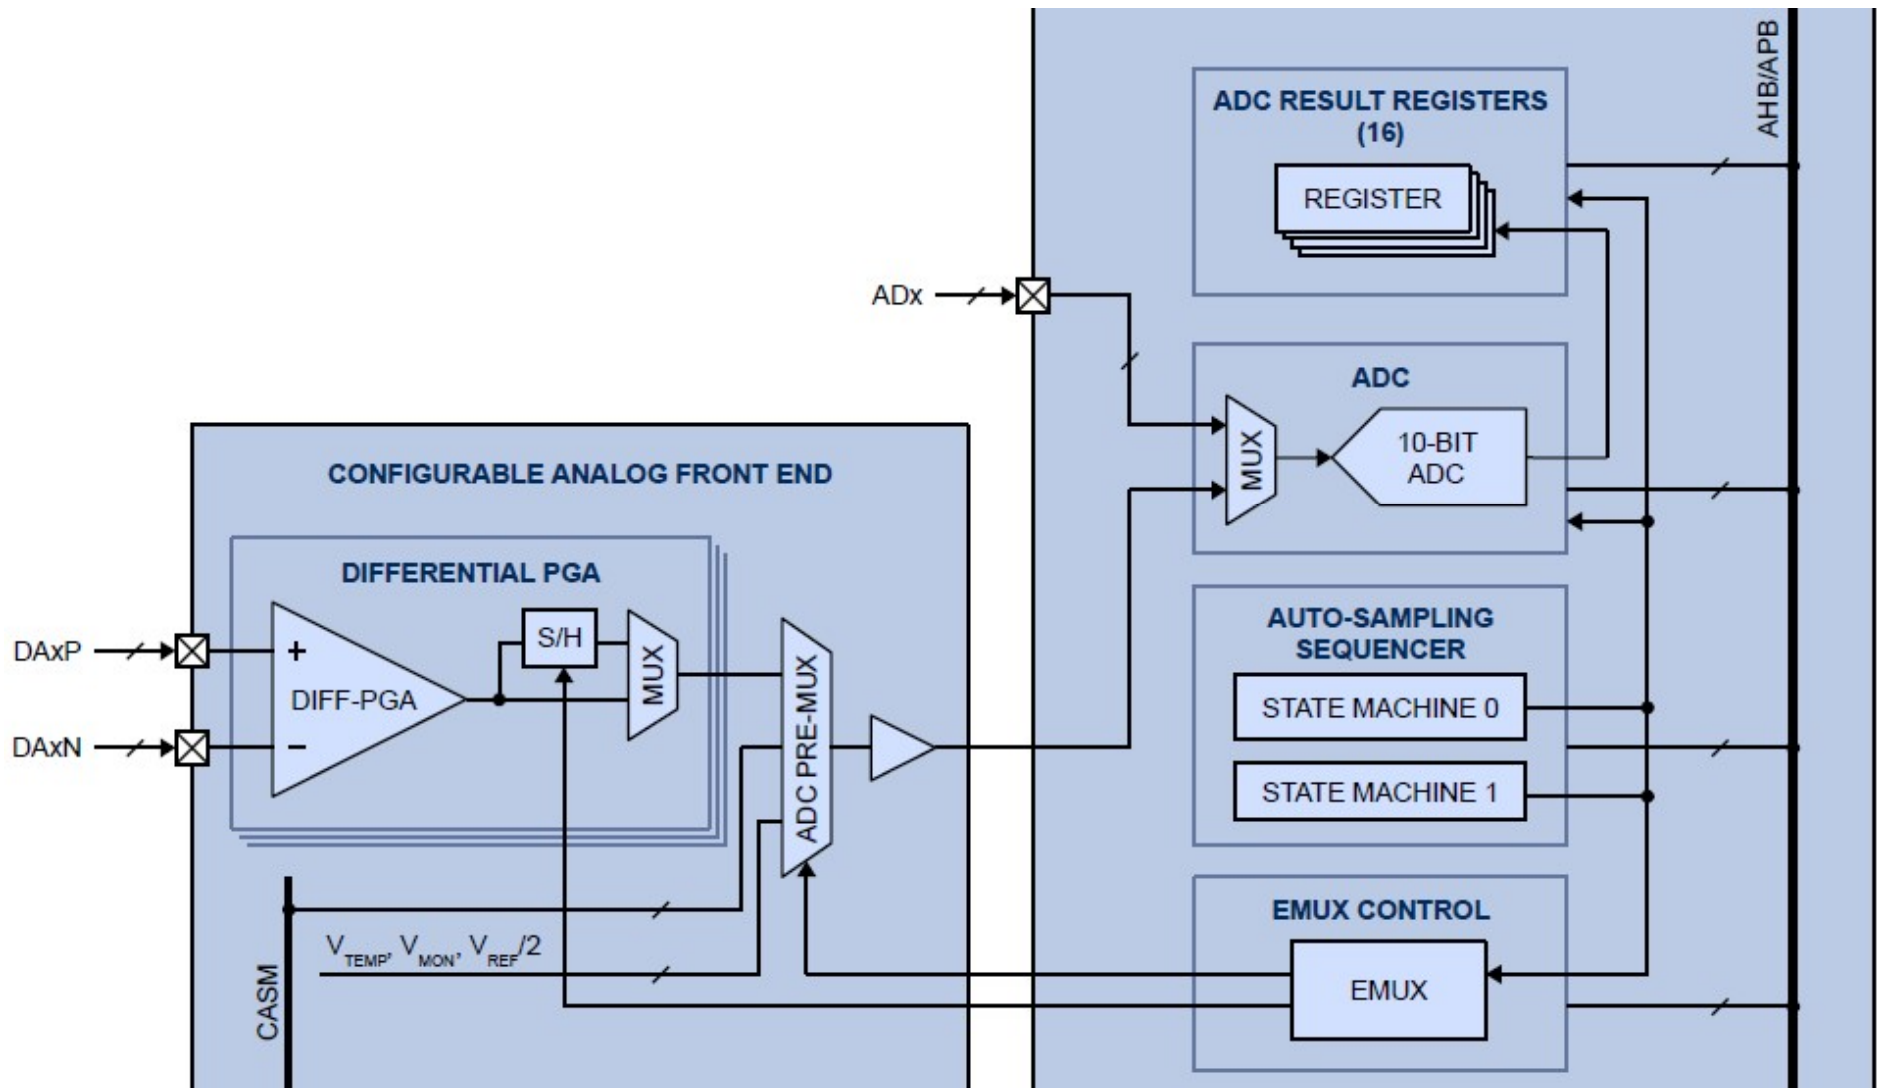 AHB/APB
ADC RESULT REGISTERS
(16)
REGISTER
ADx
ADC
MUX
10-BIT
ADC
CONFIGURABLE ANALOG FRONT END
DIFFERENTIAL PGA
DAxP
DAxN
+
DIFF-PGA
−
S/H
MUX
ADC PRE-MUX
AUTO-SAMPLING
SEQUENCER
STATE MACHINE 0
STATE MACHINE 1
CASM
VTEMP, VMON, VREF/2
EMUX CONTROL
EMUX